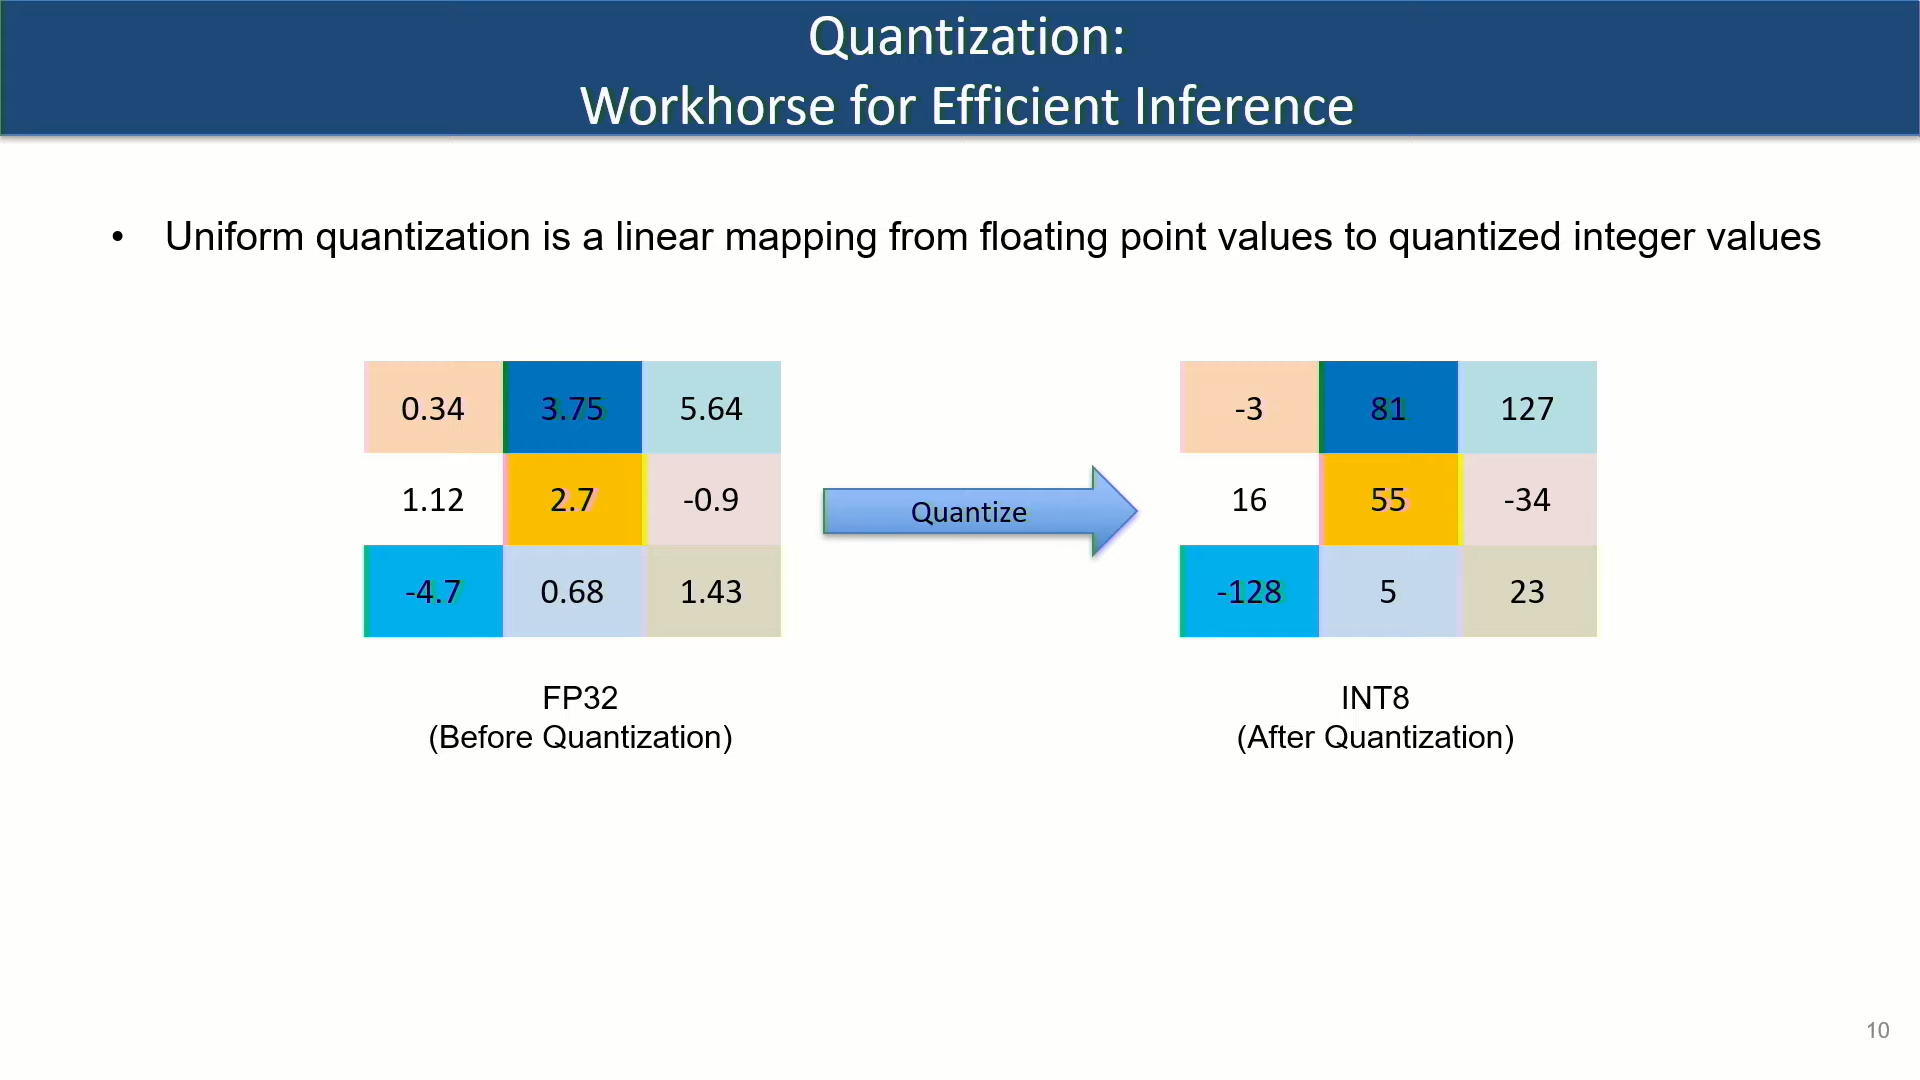 Quantization:
Workhorse for Efficient Inference
• Uniform quantization is a linear mapping from floating point values to quantized integer values
0.34 3.75 5.64
1.12 2.7 -0.9
-4.7 0.68 1.43
Quantize
-3 81 127
16 55 -34
-128 5 23
FP32
(Before Quantization)
INT8
(After Quantization)
10